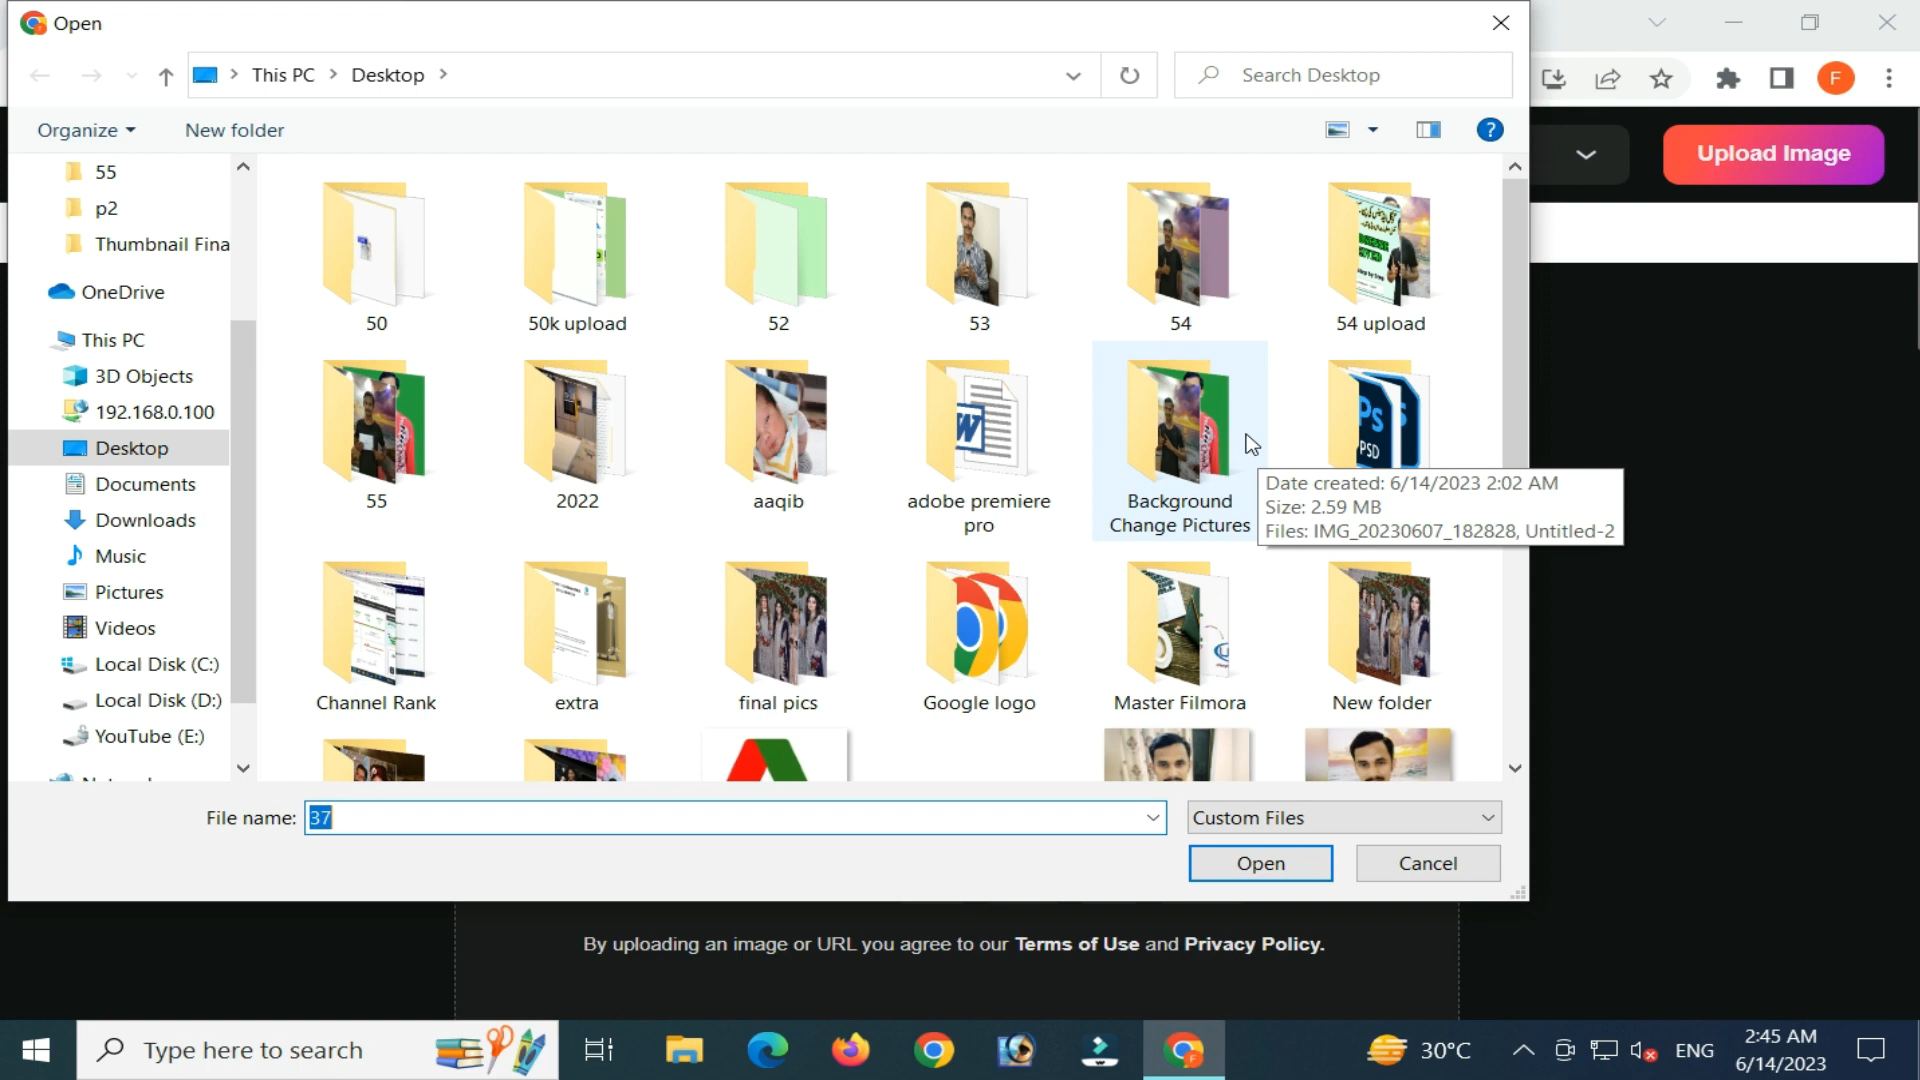 Open
This PC
Desktop
Search Desktop
F
Organize
New folder
?
Upload Image
55
p2
Thumbnail Fina
OneDrive
This PC
3D Objects
192.168.0.100
Desktop
Documents
Downloads
Music
Pictures
Videos
Local Disk (C:)
Local Disk (D:)
YouTube (E:)
50
50k upload
52
53
54
54 upload
55
2022
aaqib
W
adobe premiere
pro
Background
Change Pictures
Ps
PSD
Date created: 6/14/2023 2:02 AM
Size: 2.59 MB
Files: IMG_20230607_182828, Untitled-2
Channel Rank
extra
final pics
Google logo
Master Filmora
New folder
File name:
37
Custom Files
Open
Cancel
By uploading an image or URL you agree to our Terms of Use and Privacy Policy.
Type here to search
30°C
ENG
2:45 AM
6/14/2023